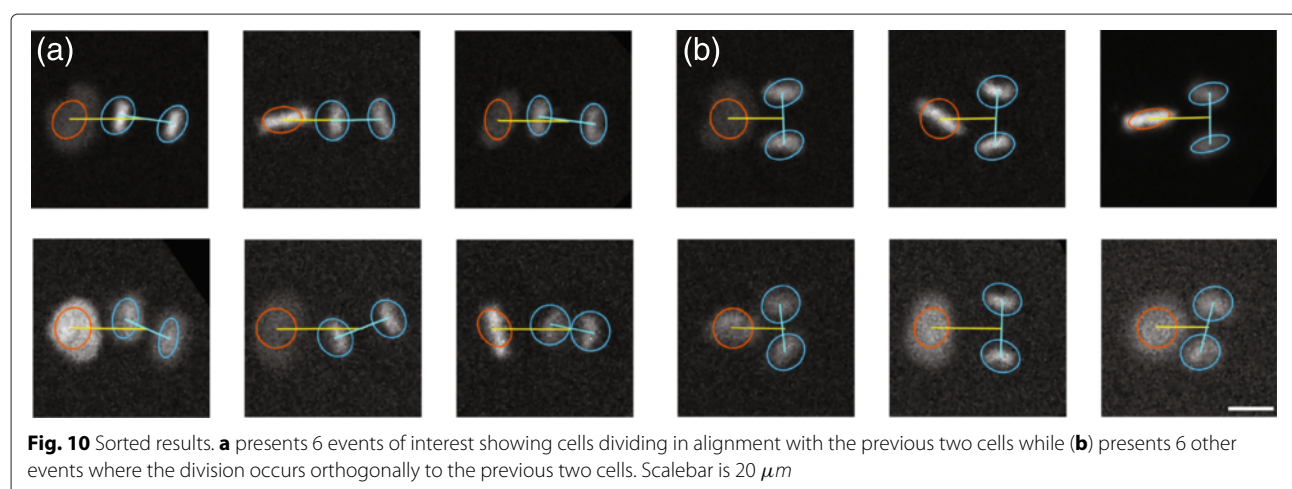 (a)
(b)
Fig. 10 Sorted results. a presents 6 events of interest showing cells dividing in alignment with the previous two cells while (b) presents 6 other
events where the division occurs orthogonally to the previous two cells. Scalebar is 20 μm